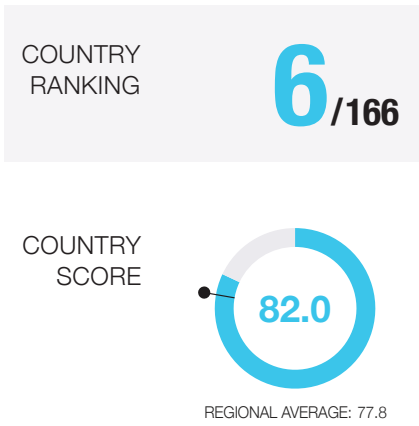 COUNTRY
RANKING
6/166
COUNTRY
SCORE
82.0
REGIONAL AVERAGE: 77.8